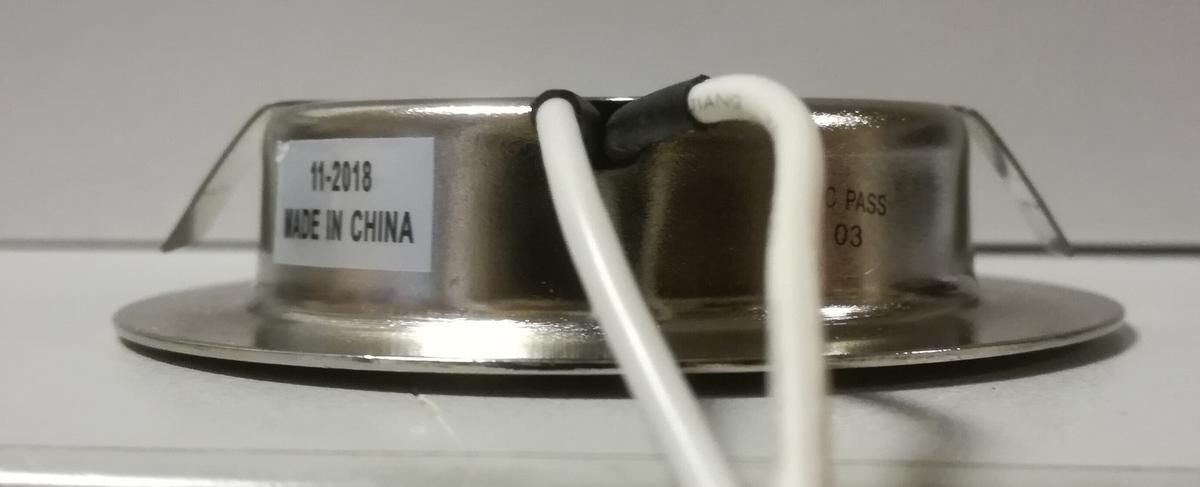 11-2018
MADE IN CHINA
C PASS
03